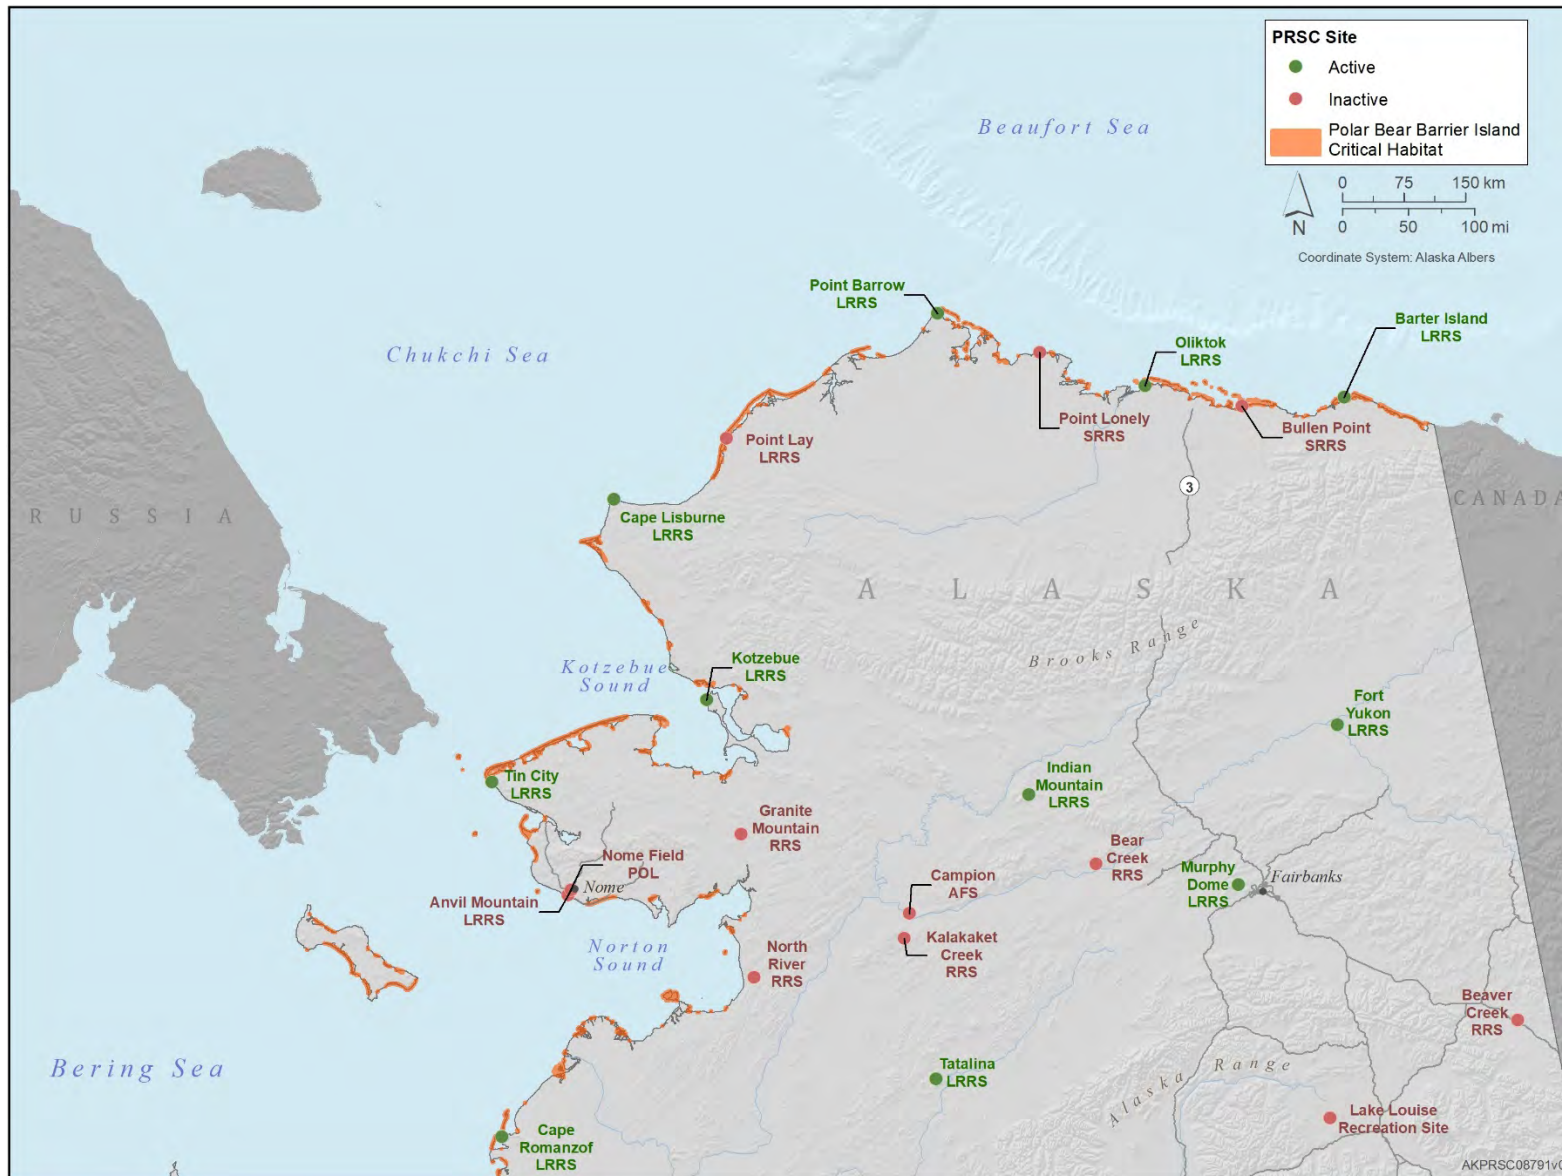 PRSC Site
Active
Inactive
Polar Bear Barrier Island
Critical Habitat
0 75 150 km
0 50 100 mi
N
Coordinate System: Alaska Albers
Beaufort Sea
Chukchi Sea
Point Barrow
LRRS
Barter Island
LRRS
Oliktok
LRRS
Point Lonely
SRRS
Bullen Point
SRRS
Point Lay
LRRS
3
CANADA
RUSSIA
Cape Lisburne
LRRS
ALASKA
Brooks Range
Kotzebue
Sound
Kotzebue
LRRS
Fort
Yukon
LRRS
Tin City
LRRS
Indian
Mountain
LRRS
Granite
Mountain
RRS
Nome Field
POL
Nome
Anvil Mountain
LRRS
Bear
Creek
RRS
Campion
AFS
Murphy
Dome
LRRS
Fairbanks
Kalakaket
Creek
RRS
Norton
Sound
North
River
RRS
Beaver
Creek
RRS
Bering Sea
Tatalina
LRRS
Alaska Range
Lake Louise
Recreation Site
Cape
Romanzof
LRRS